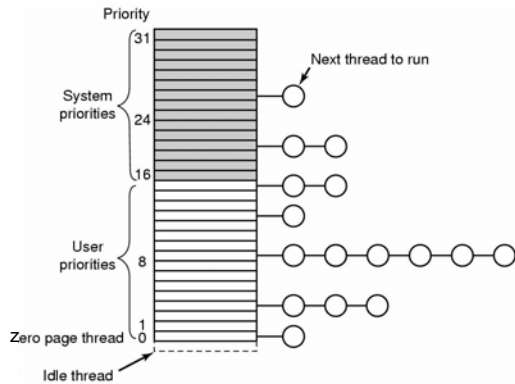 Priority
31
Next thread to run
System
priorities
24
16
User
priorities
8
1
Zero page thread
0
Idle thread